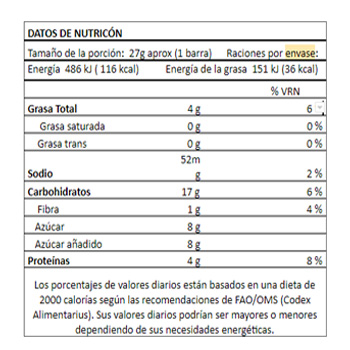 DATOS DE NUTRICÓN
Tamaño de la porción: 27g aprox (1 barra) Raciones por envase:
Energía 486 kJ ( 116 kcal) Energía de la grasa 151 kJ (36 kcal)
% VRN
Grasa Total 4 g 6
Grasa saturada 0 g 0 %
Grasa trans 0 g 0 %
52m
Sodio g 2 %
Carbohidratos 17 g 6 %
Fibra 1 g 4 %
Azúcar 8 g
Azúcar añadido 8 g
Proteínas 4 g 8 %
Los porcentajes de valores diarios están basados en una dieta de
2000 calorías según las recomendaciones de FAO/OMS (Codex
Alimentarius). Sus valores diarios podrían ser mayores o menores
dependiendo de sus necesidades energéticas.